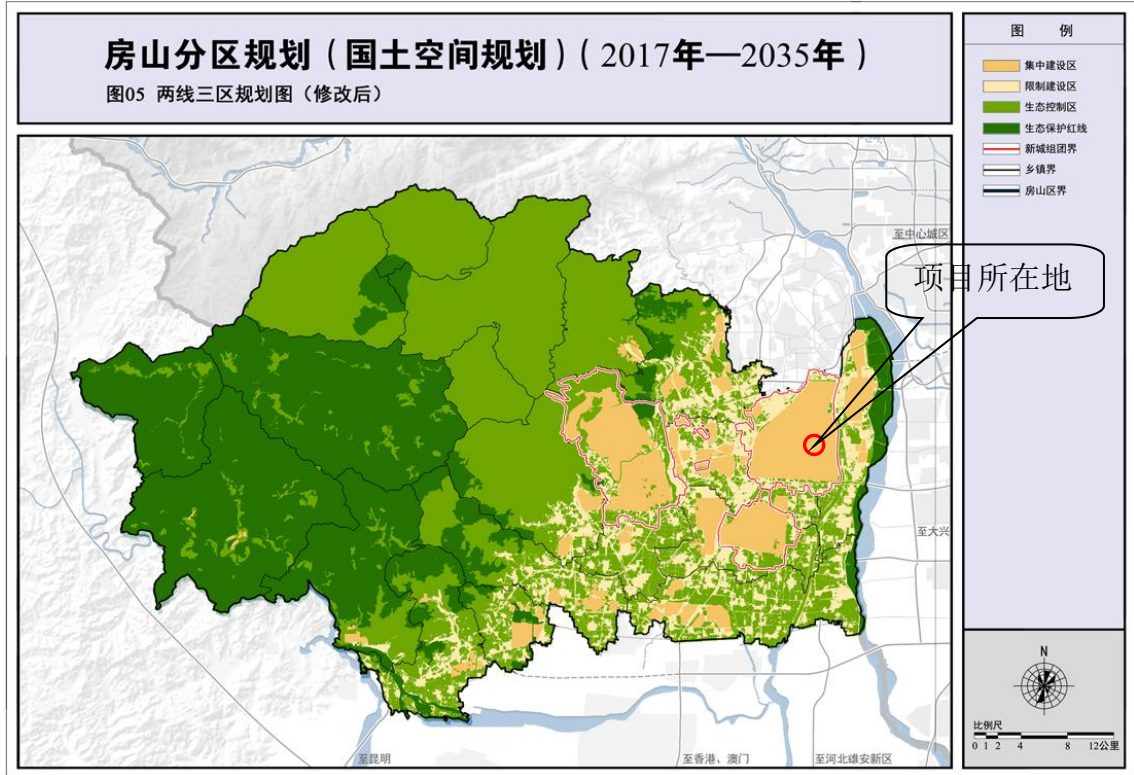 房山分区规划（国土空间规划）（2017年—2035年）
图05 两线三区规划图（修改后）
图 例
集中建设区
限制建设区
生态控制区
生态保护红线
新城组团界
乡镇界
房山区界
至中心城区
项目所在地
至大兴
至昆明
至香港、澳门
至河北雄安新区
N
比例尺
0 1 2 4 8 12公里